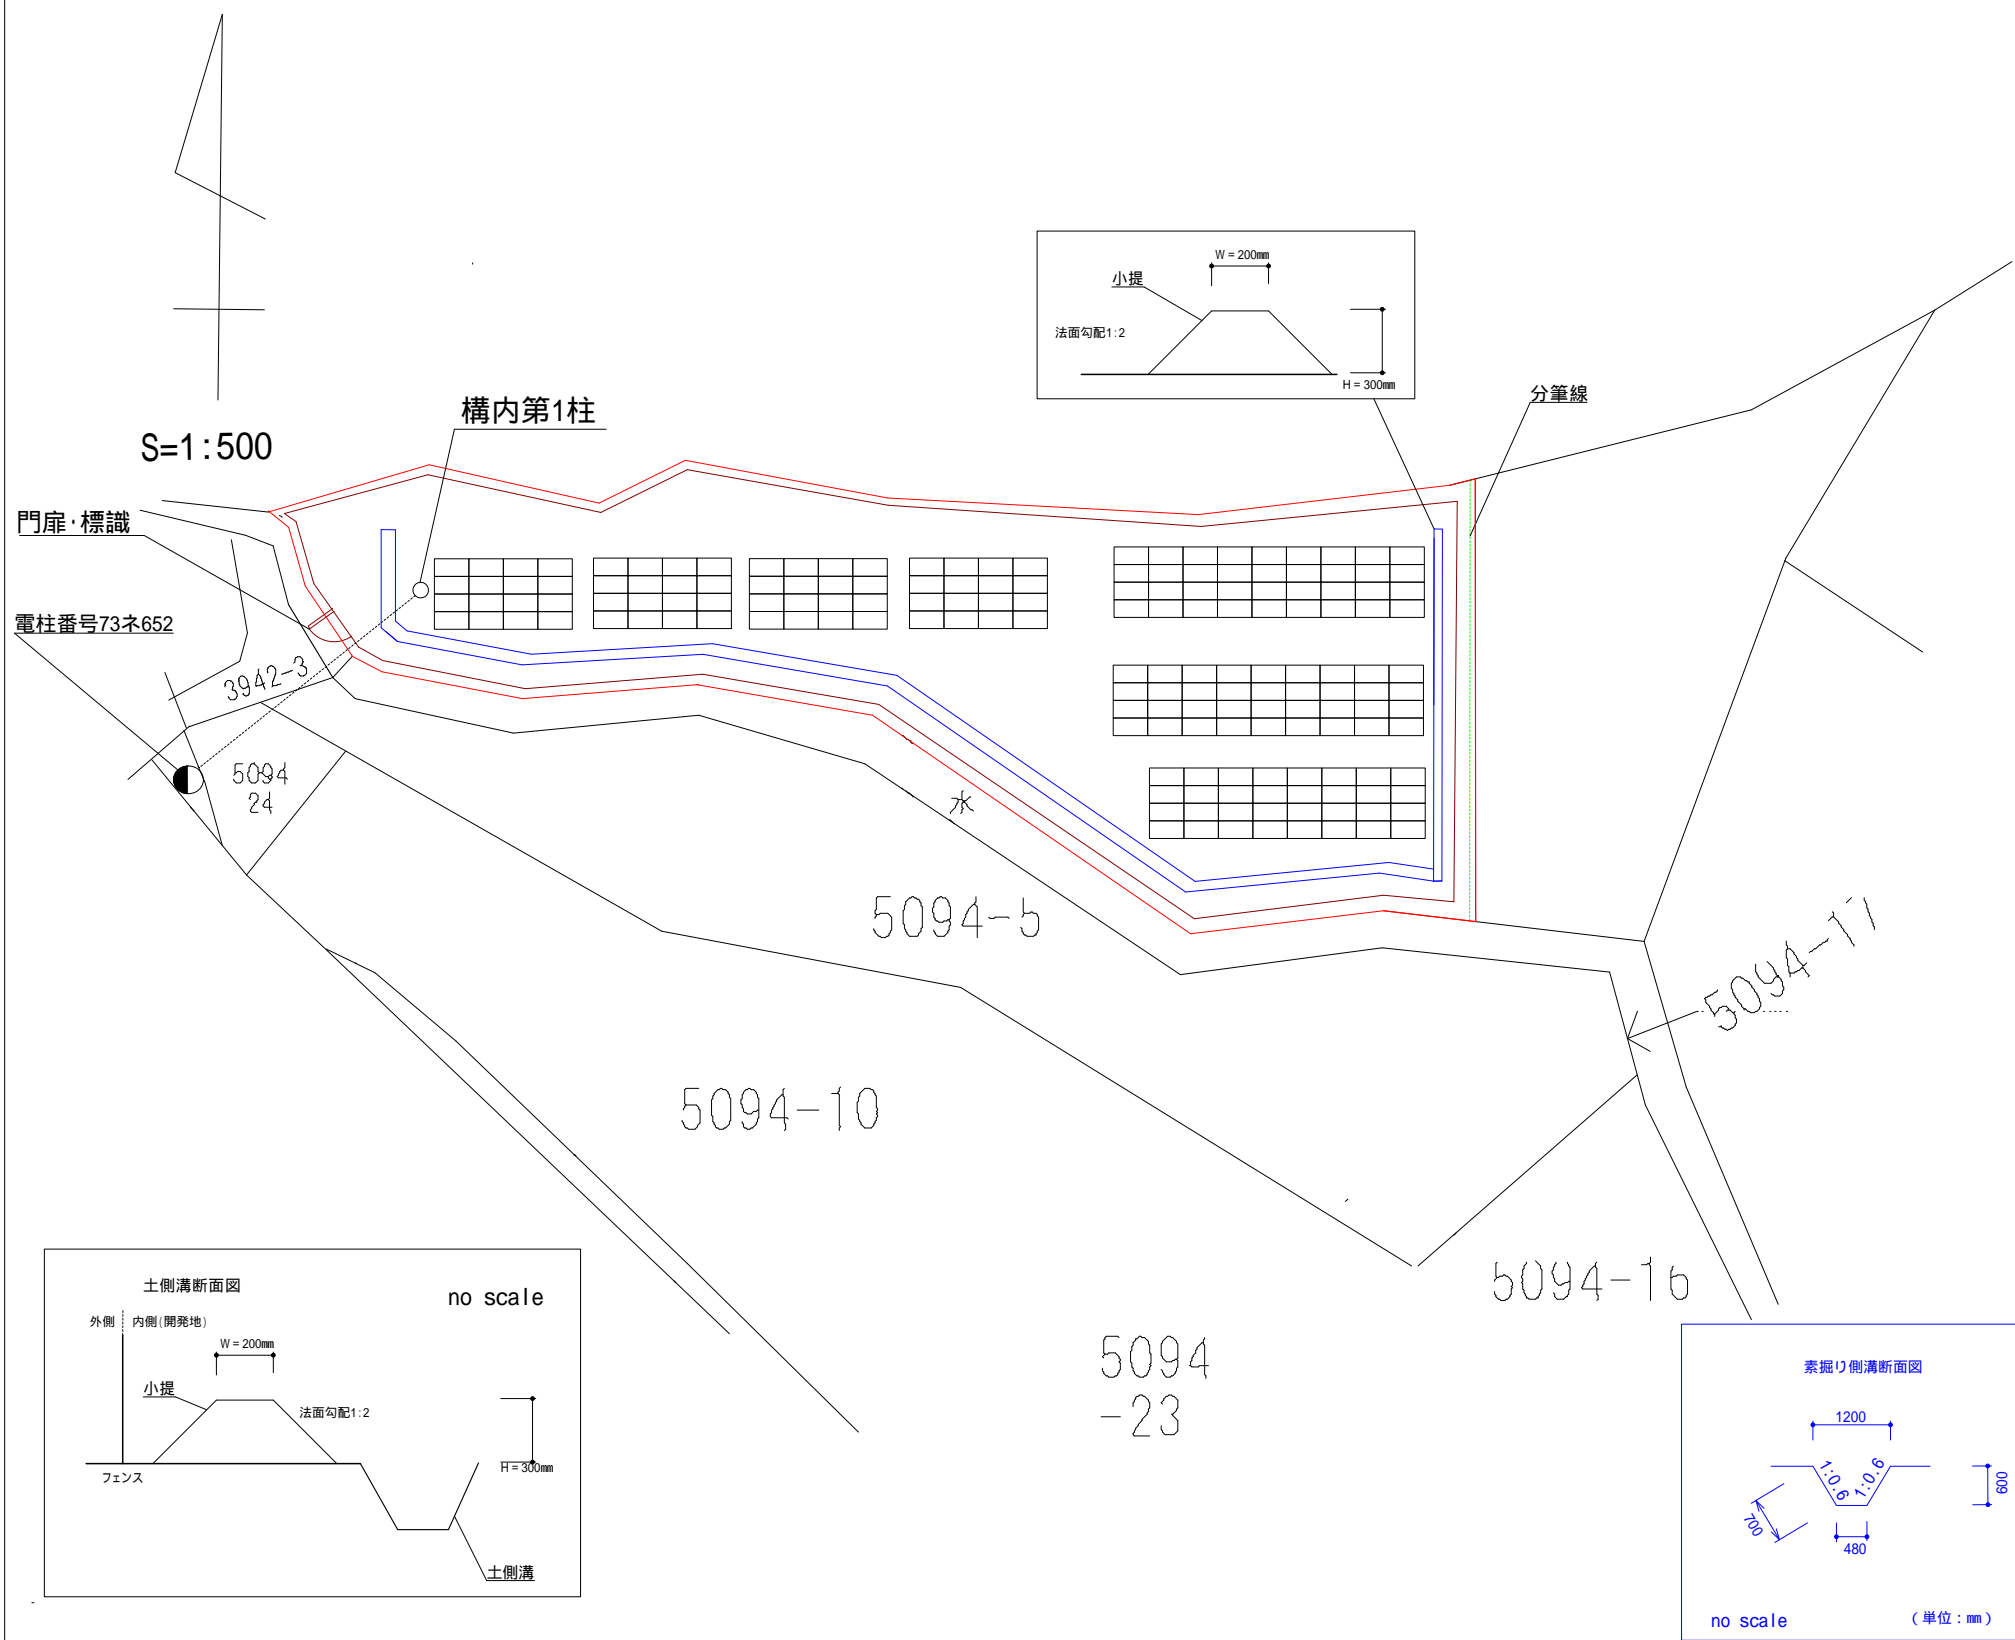 W=200㎜
小提
法面勾配1:2
H=300㎜
分筆線
構内第1柱
S=1:500
門扉・標識
電柱番号73ネ652
3942-3
5094
24
水
5094-5
5094-17
5094-10
5094-16
5094
-23
土側溝断面図
no scale
外側
内側(開発地)
W=200㎜
小提
法面勾配1:2
H=300㎜
フェンス
土側溝
素掘り側溝断面図
1200
1:0.6
1:0.6
600
700
480
no scale
(単位:㎜)